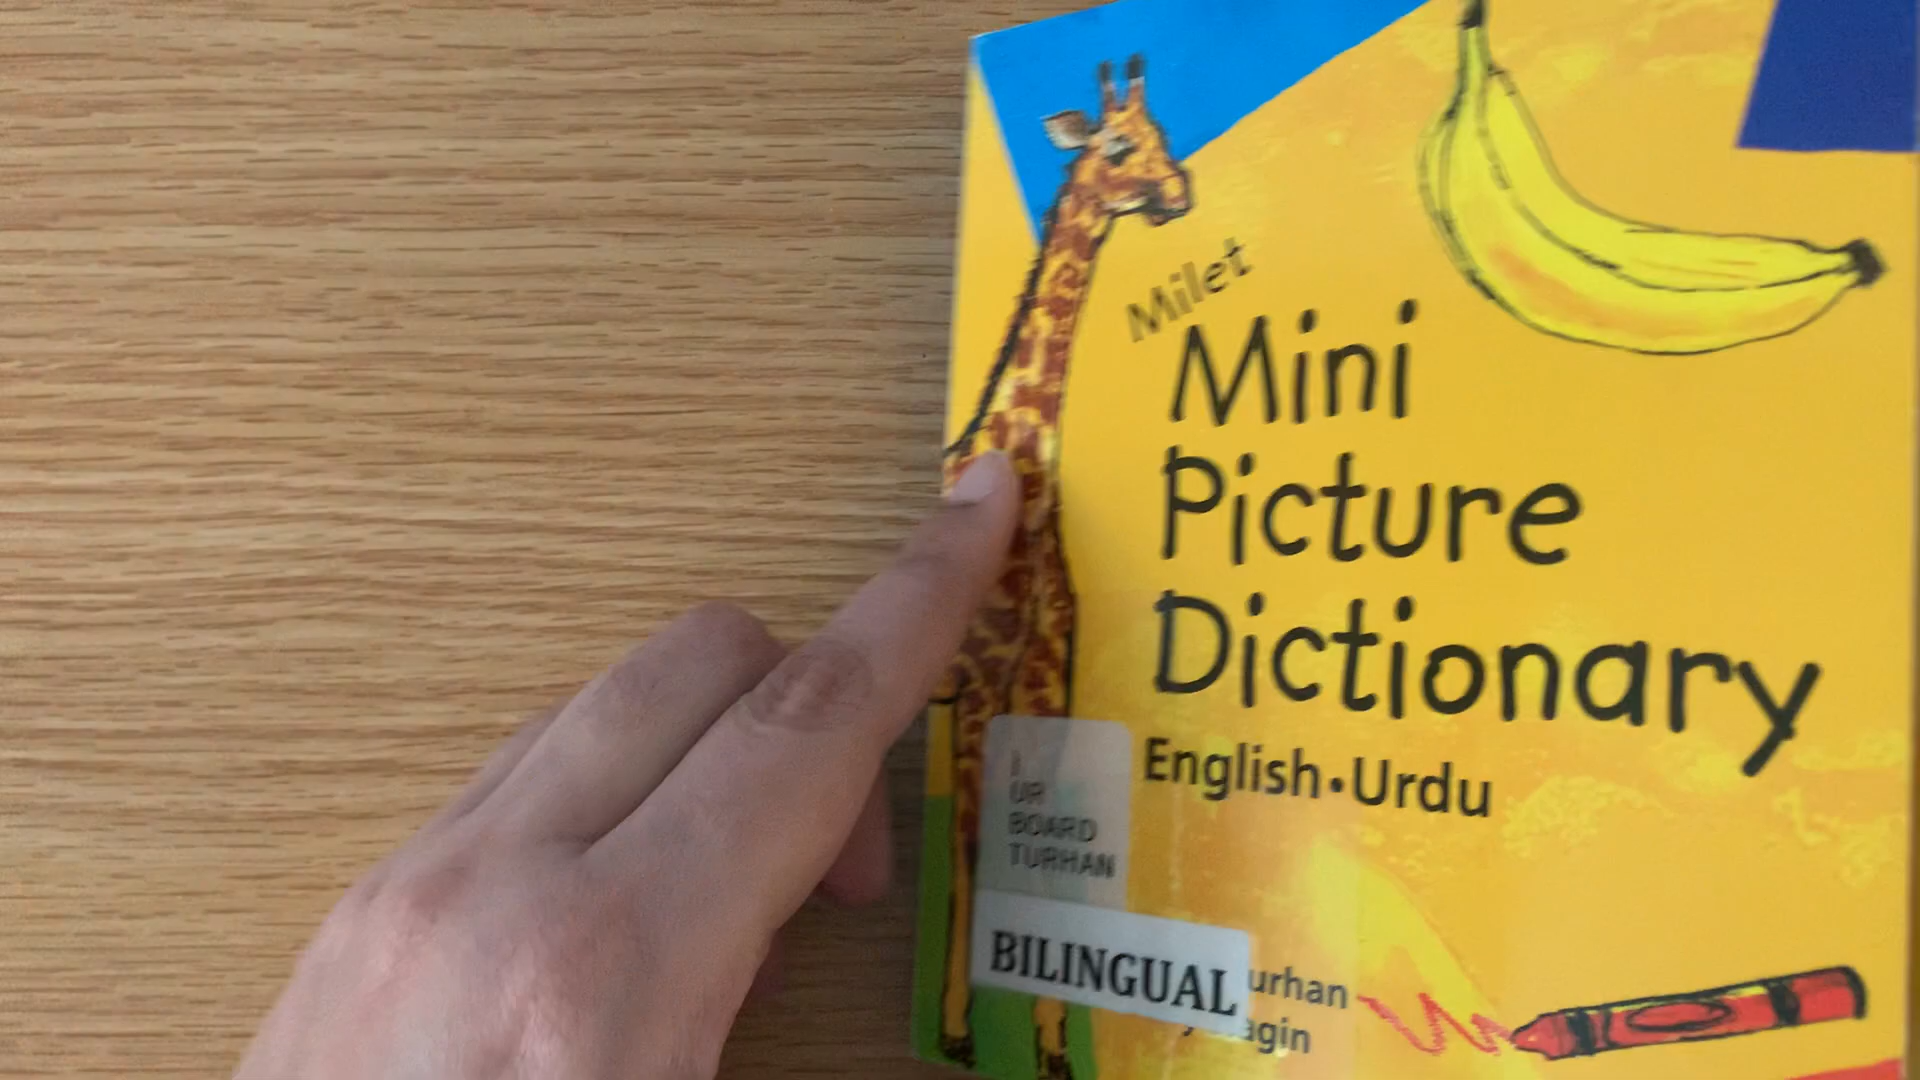 Milet
Mini
Picture
Dictionary
English•Urdu
J
UR
BOARD
TURHAN
BILINGUAL
urhan
agin